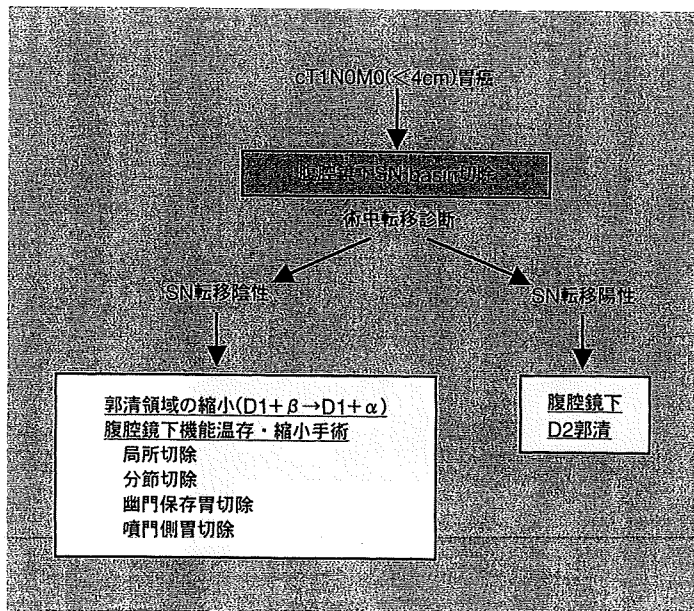 cT1N0M0(<4cm)胃癌
腹腔鏡下SN basin切除
術中転移診断
SN転移陰性
SN転移陽性
郭清領域の縮小(D1+β→D1+α)
腹腔鏡下機能温存・縮小手術
局所切除
分節切除
幽門保存胃切除
噴門側胃切除
腹腔鏡下
D2郭清